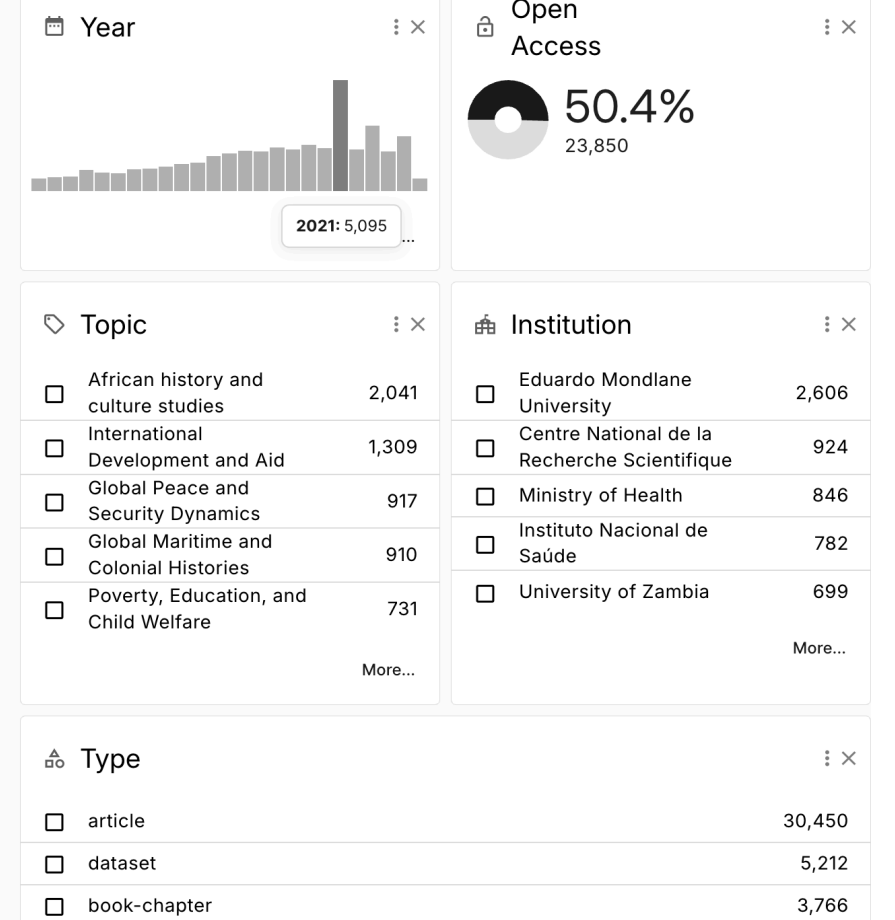 Year
Open
Access
50.4%
23,850
2021: 5,095
...
Topic
African history and
culture studies
2,041
International
Development and Aid
1,309
Global Peace and
Security Dynamics
917
Global Maritime and
Colonial Histories
910
Poverty, Education, and
Child Welfare
731
More...
Institution
Eduardo Mondlane
University
2,606
Centre National de la
Recherche Scientifique
924
Ministry of Health
846
Instituto Nacional de
Saúde
782
University of Zambia
699
More...
Type
article
30,450
dataset
5,212
book-chapter
3,766